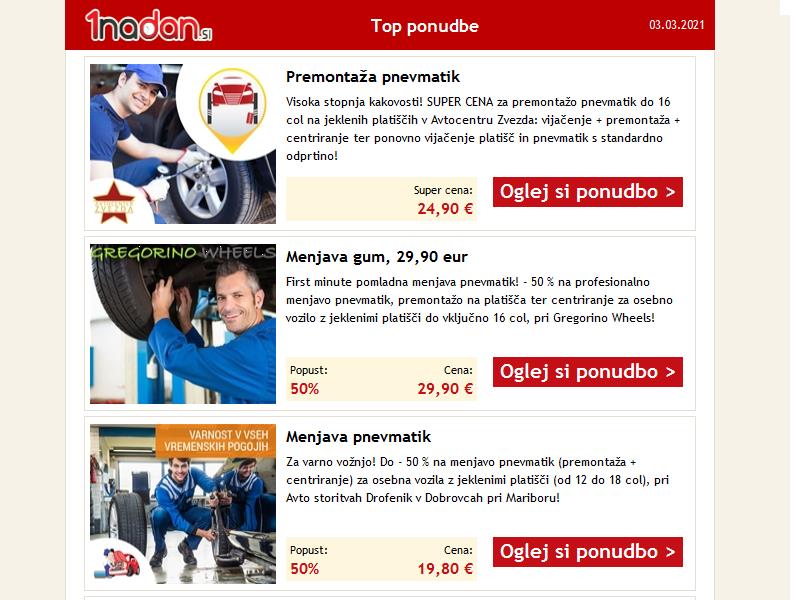 1nadan.si
Top ponudbe
03.03.2021
Premontaža pnevmatik
Visoka stopnja kakovosti! SUPER CENA za premontažo pnevmatik do 16
col na jeklenih platiščih v Avtocentru Zvezda: vijačenje + premontaža +
centriranje ter ponovno vijačenje platišč in pnevmatik s standardno
odprtino!
ZVEZDA
Super cena:
24,90 €
Oglej si ponudbo >
GREGORINO WHEELS
Menjava gum, 29,90 eur
First minute pomladna menjava pnevmatik! - 50 % na profesionalno
menjavo pnevmatik, premontažo na platišča ter centriranje za osebno
vozilo z jeklenimi platišči do vključno 16 col, pri Gregorino Wheels!
Popust:
Cena:
50%
29,90 €
Oglej si ponudbo >
VARNOST V VSEH
VREMENSKIH POGOJIH
Menjava pnevmatik
Za varno vožnjo! Do - 50 % na menjavo pnevmatik (premontaža +
centriranje) za osebna vozila z jeklenimi platišči (od 12 do 18 col), pri
Avto storitvah Drofenik v Dobrovcah pri Mariboru!
Popust:
Cena:
50%
19,80 €
Oglej si ponudbo >